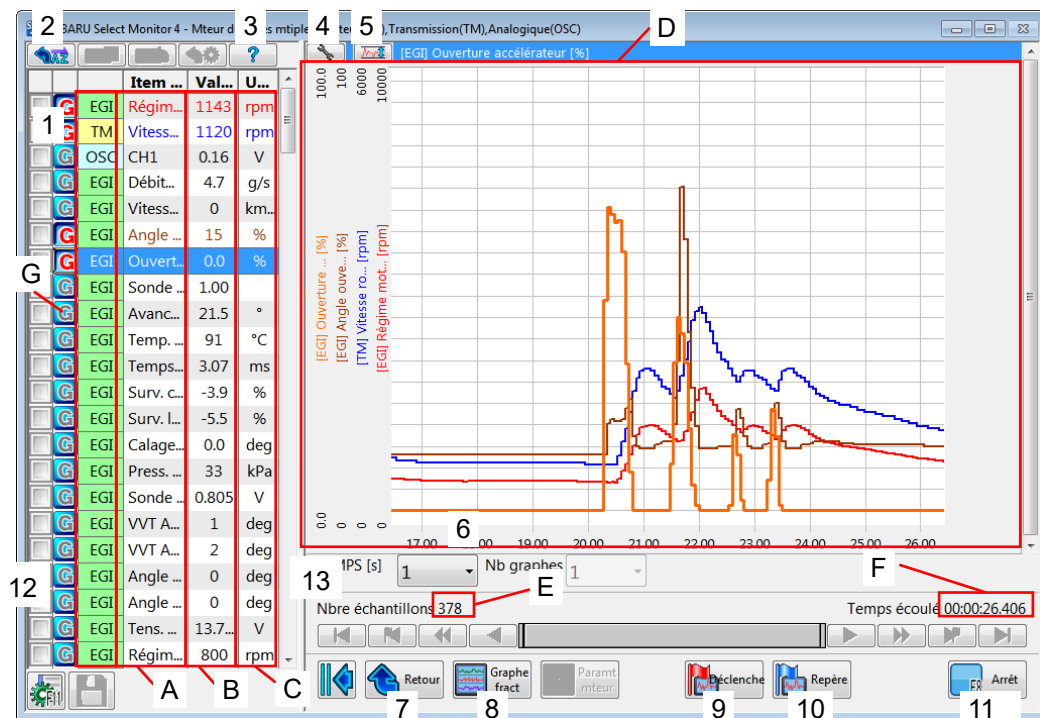 BARU Select Monitor 4 - Mteur d es mtiple ),Transmission(TM),Analogique(OSC)
2 3 4 5 D
AZ ? [EGI] Ouverture accélérateur [%]
Item ... Val... U...
G EGI Régim... 1143 rpm
1 G TM Vitess... 1120 rpm
G OSC CH1 0.16 V
G EGI Débit... 4.7 g/s
G EGI Vitess... 0 km...
G EGI Angle ... 15 %
G EGI Ouvert... 0.0 %
G
G EGI Sonde ... 1.00
G EGI Avanc... 21.5 °
G EGI Temp. ... 91 °C
G EGI Temps... 3.07 ms
G EGI Surv. c... -3.9 %
G EGI Surv. l... -5.5 %
G EGI Calage... 0.0 deg
G EGI Press. ... 33 kPa
G EGI Sonde ... 0.805 V
G EGI VVT A... 1 deg
G EGI VVT A... 2 deg
G EGI Angle ... 0 deg
12 G EGI Angle ... 0 deg
G EGI Tens. ... 13.7... V
G EGI Régim... 800 rpm
A B C
F11
100.0 100 6000 10000
[EGI] Ouverture ... [%]
[EGI] Angle ouve... [%]
[TM] Vitesse ro... [rpm]
[EGI] Régime mot... [rpm]
0.0 0 0 0
17.00 18.00 19.00 20.00 21.00 22.00 23.00 24.00 25.00 26.00
6
MPS [s] 1 Nb graphes 1
13 E F
Nbre échantillons 378 Temps écoulé 00:00:26.406
Retour Graphe fract Paramt mteur Déclenche Repère F8 Arrêt
7 8 9 10 11